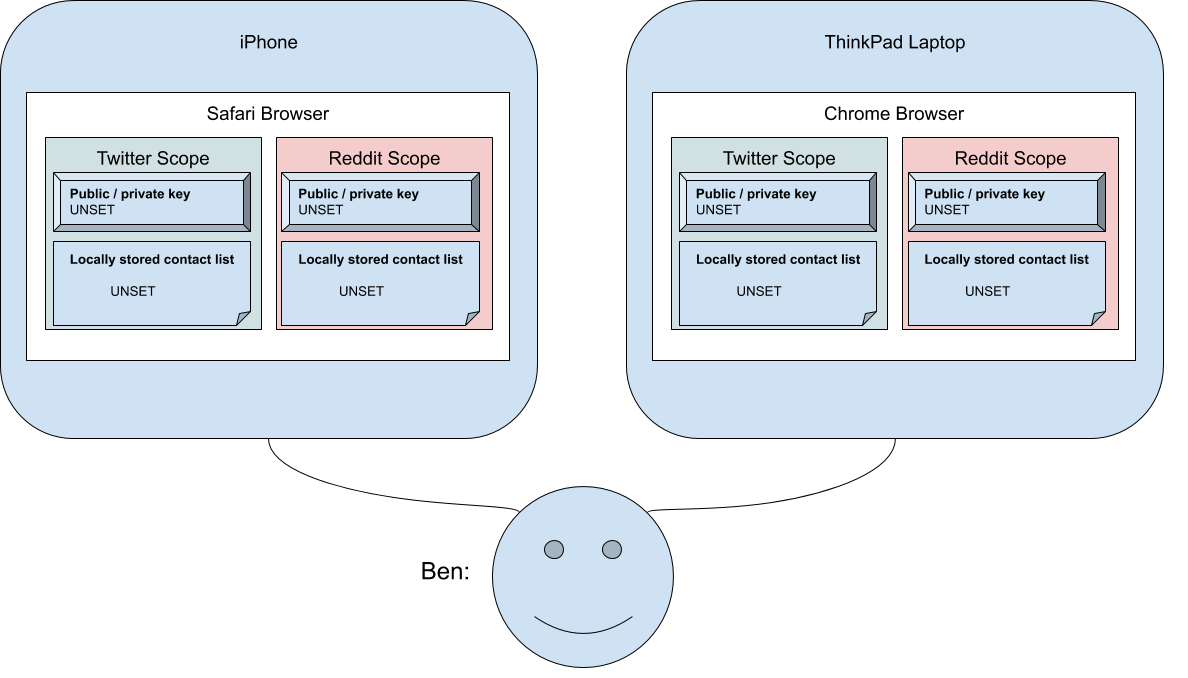 iPhone
Safari Browser
Twitter Scope
Public / private key
UNSET
Locally stored contact list
UNSET
Reddit Scope
Public / private key
UNSET
Locally stored contact list
UNSET
ThinkPad Laptop
Chrome Browser
Twitter Scope
Public / private key
UNSET
Locally stored contact list
UNSET
Reddit Scope
Public / private key
UNSET
Locally stored contact list
UNSET
Ben: